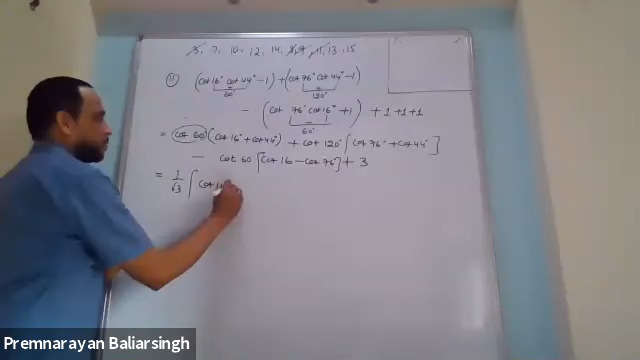 5, 7, 10, 12, 14, 11, 13, 15
11 (cot 16° cot 44° - 1) + (cot 76° cot 44° - 1)
60° 120°
- (cot 76° cot 16° + 1) + 1 + 1 + 1
60°
= cot 60° (cot 16° + cot 44°) + cot 120° [cot 76° + cot 44°]
- cot 60 [cot 16 - cot 76°] + 3
= 1/√3 [cot
Premnarayan Baliarsingh